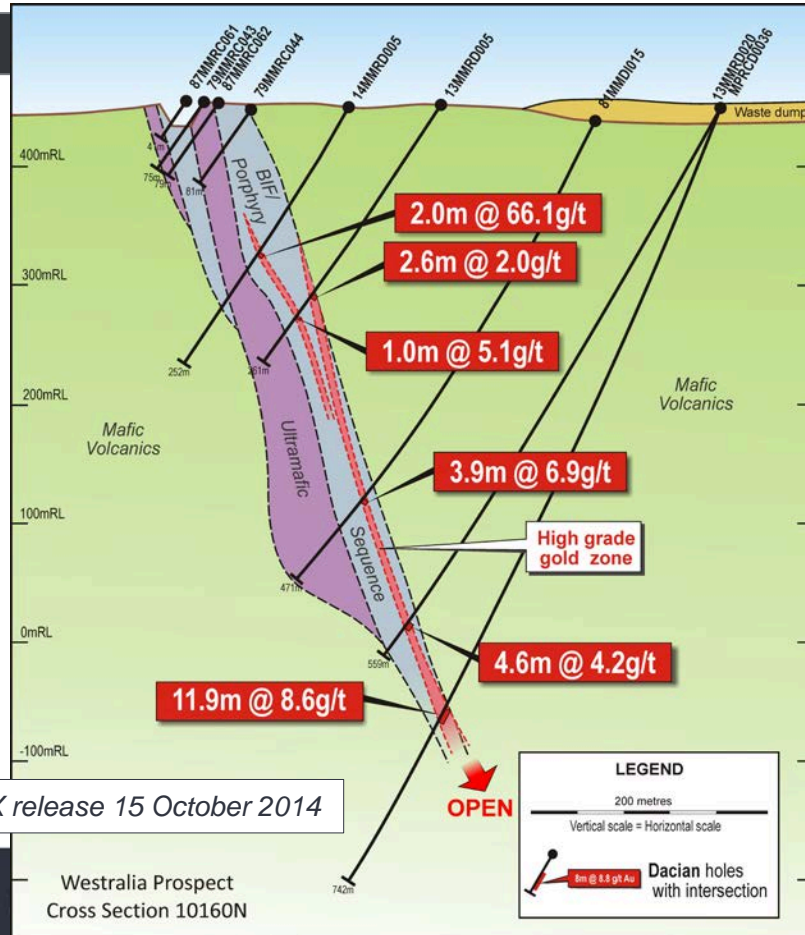 87MMRC061
79MMRC043
87MMRC062
79MMRC044
14MMRD005
13MMRD005
81MMDI015
13MMRD020
MPRCD0036
Waste dump
75m
79m
81m
400mRL
BIF/
Porphyry
2.0m @ 66.1g/t
2.6m @ 2.0g/t
300mRL
1.0m @ 5.1g/t
252m
261m
200mRL
Mafic
Volcanics
Mafic
Volcanics
Ultramafic
3.9m @ 6.9g/t
100mRL
Sequence
High grade
gold zone
471m
0mRL
559m
4.6m @ 4.2g/t
11.9m @ 8.6g/t
-100mRL
OPEN
X release 15 October 2014
LEGEND
200 metres
Vertical scale = Horizontal scale
8m @ 8.8 g/t Au
Dacian holes
with intersection
742m
Westralia Prospect
Cross Section 10160N